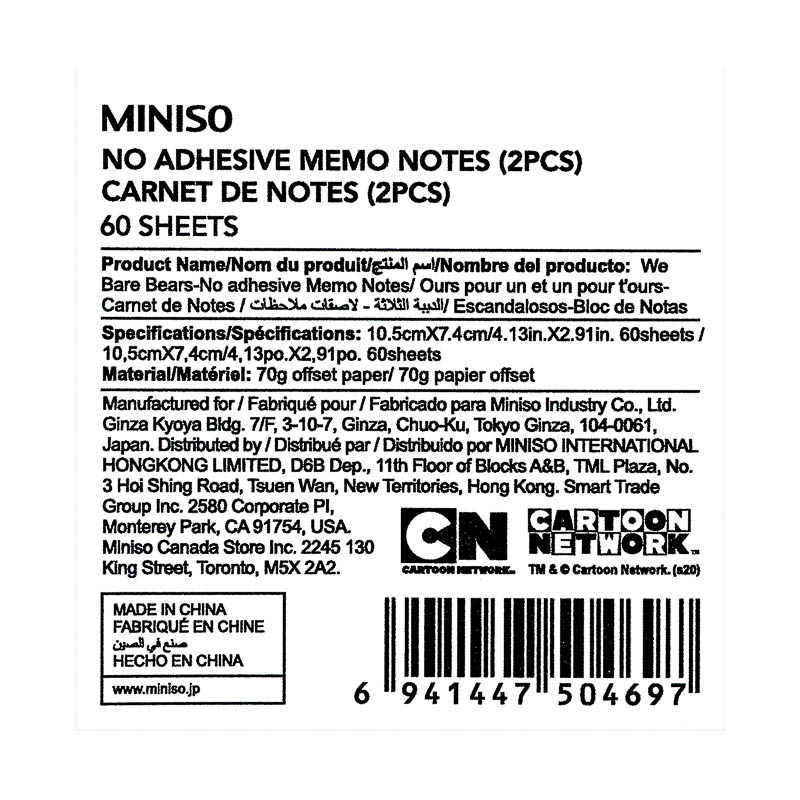 MINISO
NO ADHESIVE MEMO NOTES (2PCS)
CARNET DE NOTES (2PCS)
60 SHEETS
Product Name/Nom du produit/اسم المنتج/Nombre del producto: We
Bare Bears-No adhesive Memo Notes/ Ours pour un et un pour t'ours-
Carnet de Notes / الدببة الثلاثة - لاصقات ملاحظات/ Escandalosos-Bloc de Notas
Specifications/Spécifications: 10.5cmX7.4cm/4.13in.X2.91in. 60sheets /
10,5cmX7,4cm/4,13po.X2,91po. 60sheets
Material/Matériel: 70g offset paper/ 70g papier offset
Manufactured for / Fabriqué pour / Fabricado para Miniso Industry Co., Ltd.
Ginza Kyoya Bldg. 7/F, 3-10-7, Ginza, Chuo-Ku, Tokyo Ginza, 104-0061,
Japan. Distributed by / Distribué par / Distribuido por MINISO INTERNATIONAL
HONGKONG LIMITED, D6B Dep., 11th Floor of Blocks A&B, TML Plaza, No.
3 Hoi Shing Road, Tsuen Wan, New Territories, Hong Kong. Smart Trade
Group Inc. 2580 Corporate Pl,
Monterey Park, CA 91754, USA.
Miniso Canada Store Inc. 2245 130
King Street, Toronto, M5X 2A2.
CN
CARTOON NETWORK™
CARTOON
NETWORK™
TM & © Cartoon Network. (s20)
MADE IN CHINA
FABRIQUÉ EN CHINE
صنع في الصين
HECHO EN CHINA
www.miniso.jp
6 941447 504697